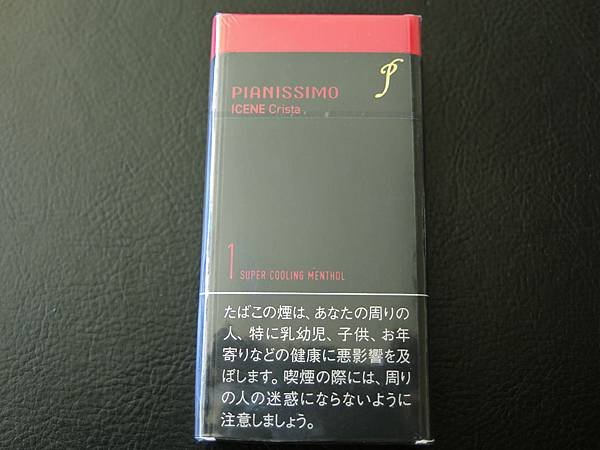 P
PIANISSIMO
ICENE Crista
1 SUPER COOLING MENTHOL
たばこの煙は、あなたの周りの
人、特に乳幼児、子供、お年
寄りなどの健康に悪影響を及
ぼします。喫煙の際には、周り
の人の迷惑にならないように
注意しましょう。